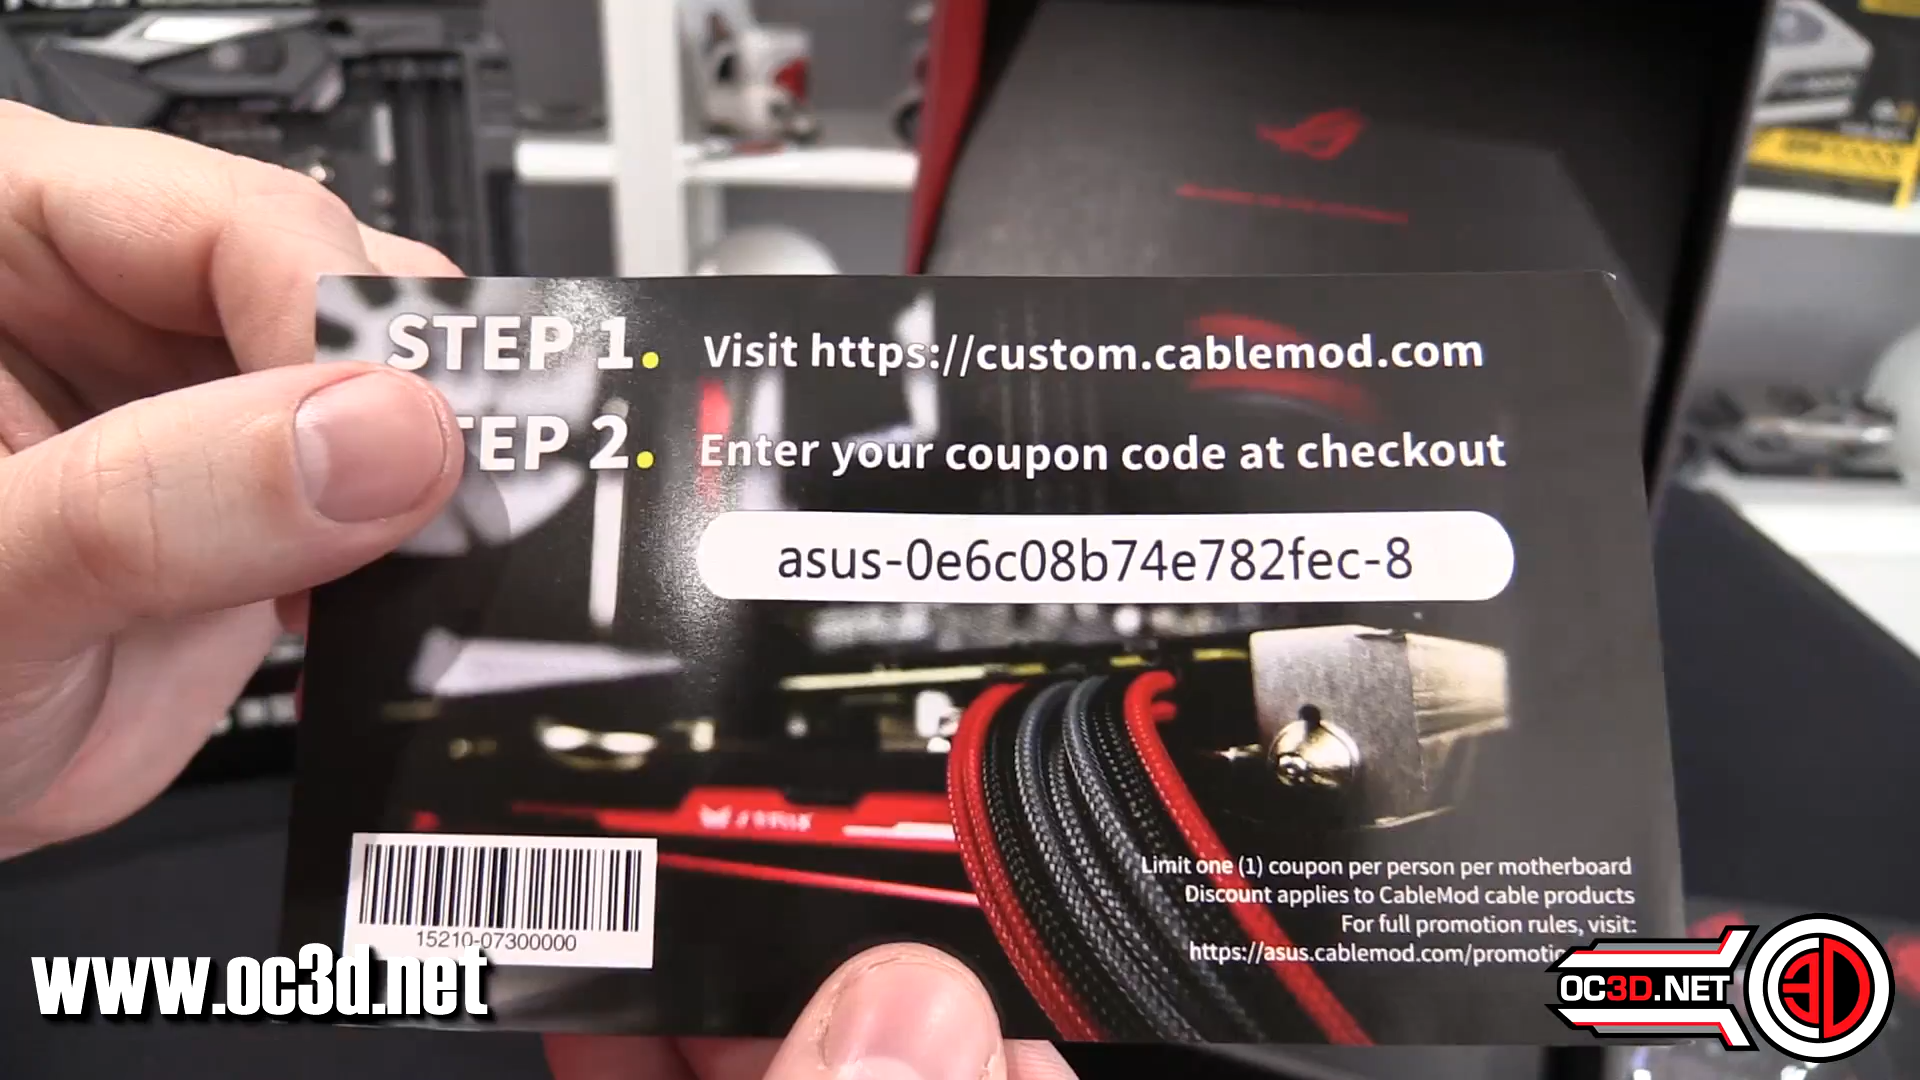 STEP 1. Visit https://custom.cablemod.com
TEP 2. Enter your coupon code at checkout
asus-0e6c08b74e782fec-8
Limit one (1) coupon per person per motherboard
Discount applies to CableMod cable products
For full promotion rules, visit:
https://asus.cablemod.com/promotio
15210-07300000
www.oc3d.net
OC3D.NET
3D